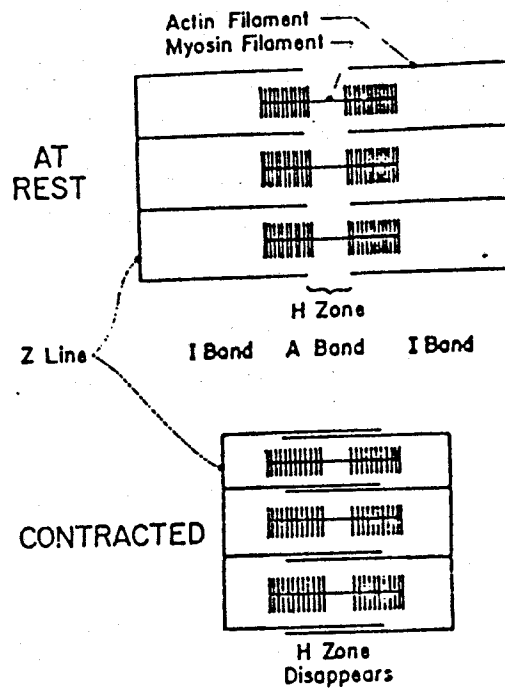 Actin Filament
Myosin Filament
AT
REST
H Zone
Z Line
I Band
A Band
I Band
CONTRACTED
H Zone
Disappears